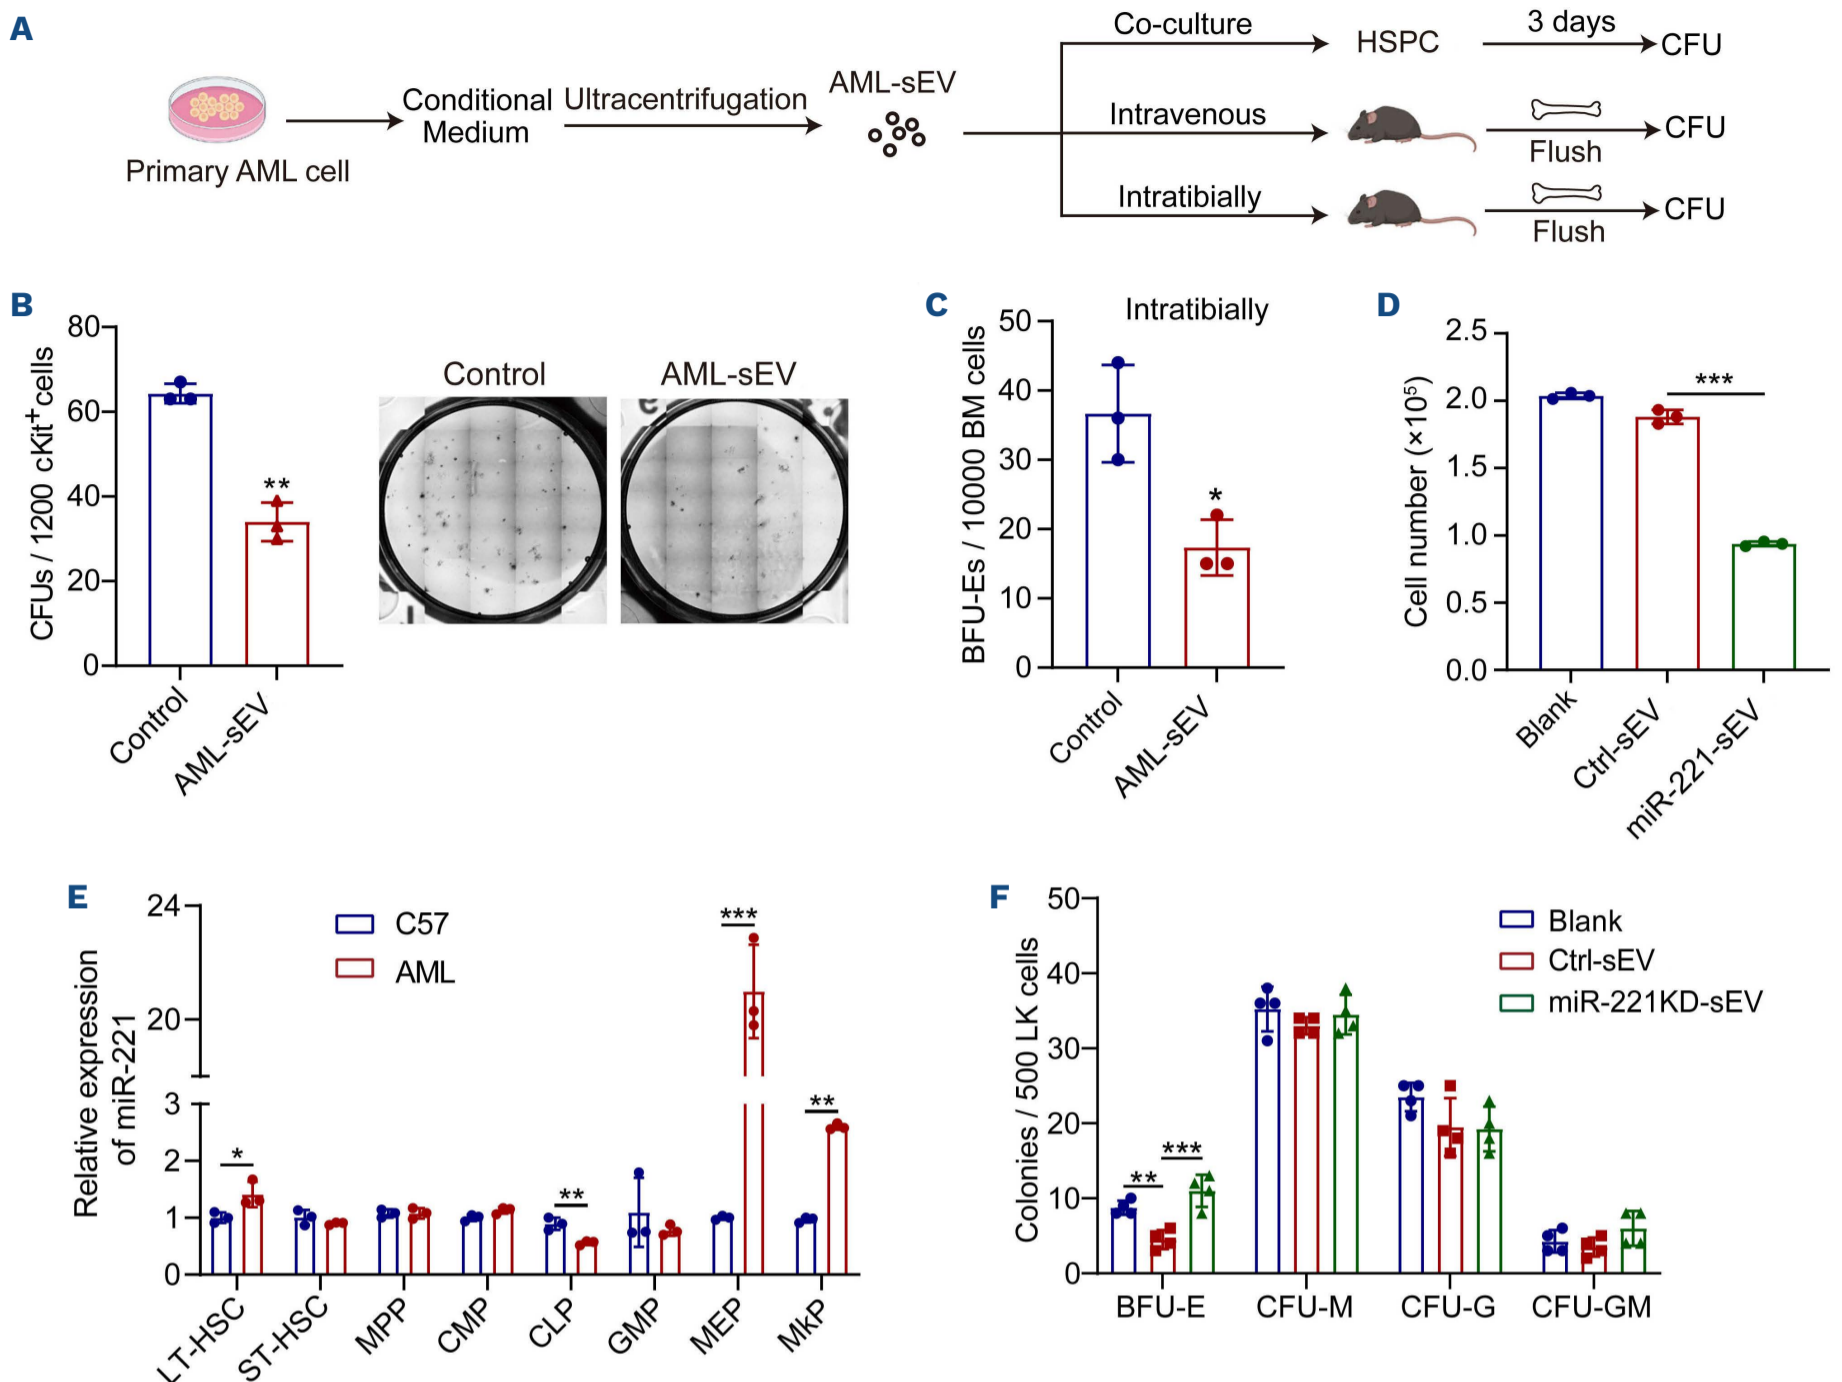 A
Primary AML cell
Conditional
Medium
Ultracentrifugation
AML-sEV
Co-culture
HSPC
3 days
CFU
Intravenous
Flush
CFU
Intratibially
Flush
CFU
B
CFUs / 1200 cKit+cells
80
60
40
20
0
**
Control
AML-sEV
Control
AML-sEV
C
Intratibially
BFU-Es / 10000 BM cells
50
40
30
20
10
0
*
Control
AML-sEV
D
Cell number (×10⁵)
2.5
2.0
1.5
1.0
0.5
0.0
***
Blank
Ctrl-sEV
miR-221-sEV
E
Relative expression
of miR-221
24
20
3
2
1
0
C57
AML
*
**
***
**
LT-HSC
ST-HSC
MPP
CMP
CLP
GMP
MEP
MkP
F
Colonies / 500 LK cells
50
40
30
20
10
0
Blank
Ctrl-sEV
miR-221KD-sEV
**
***
BFU-E
CFU-M
CFU-G
CFU-GM